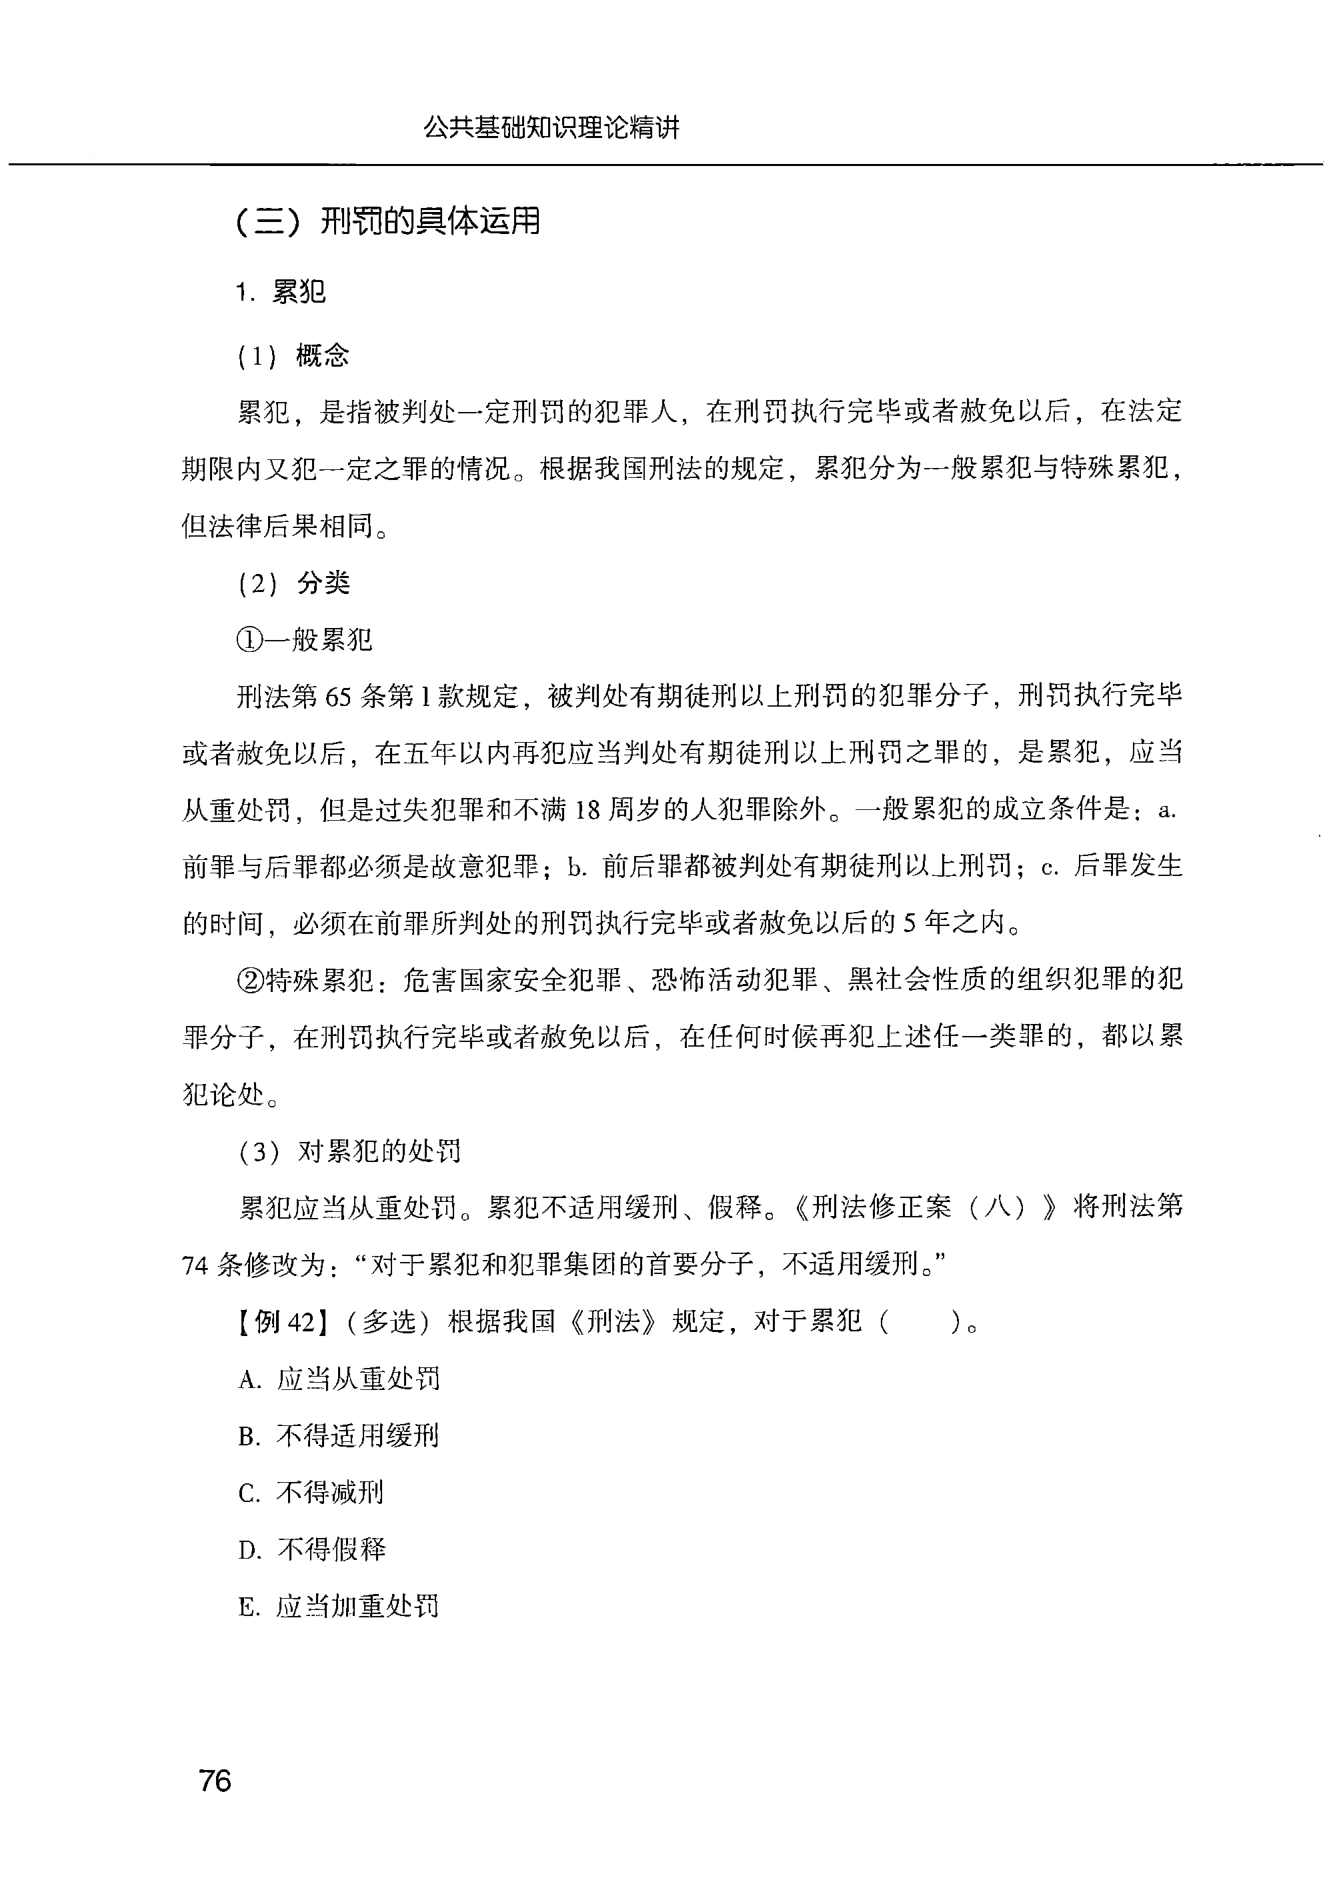 公共基础知识理论精讲
（三）刑罚的具体运用
1. 累犯
(1) 概念
累犯，是指被判处一定刑罚的犯罪人，在刑罚执行完毕或者赦免以后，在法定
期限内又犯一定之罪的情况。根据我国刑法的规定，累犯分为一般累犯与特殊累犯，
但法律后果相同。
(2) 分类
①一般累犯
刑法第 65 条第 1 款规定，被判处有期徒刑以上刑罚的犯罪分子，刑罚执行完毕
或者赦免以后，在五年以内再犯应当判处有期徒刑以上刑罚之罪的，是累犯，应当
从重处罚，但是过失犯罪和不满 18 周岁的人犯罪除外。一般累犯的成立条件是：a.
前罪与后罪都必须是故意犯罪；b. 前后罪都被判处有期徒刑以上刑罚；c. 后罪发生
的时间，必须在前罪所判处的刑罚执行完毕或者赦免以后的 5 年之内。
②特殊累犯：危害国家安全犯罪、恐怖活动犯罪、黑社会性质的组织犯罪的犯
罪分子，在刑罚执行完毕或者赦免以后，在任何时候再犯上述任一类罪的，都以累
犯论处。
(3) 对累犯的处罚
累犯应当从重处罚。累犯不适用缓刑、假释。《刑法修正案（八）》将刑法第
74 条修改为：“对于累犯和犯罪集团的首要分子，不适用缓刑。”
【例 42】（多选）根据我国《刑法》规定，对于累犯（　　）。
A. 应当从重处罚
B. 不得适用缓刑
C. 不得减刑
D. 不得假释
E. 应当加重处罚
76